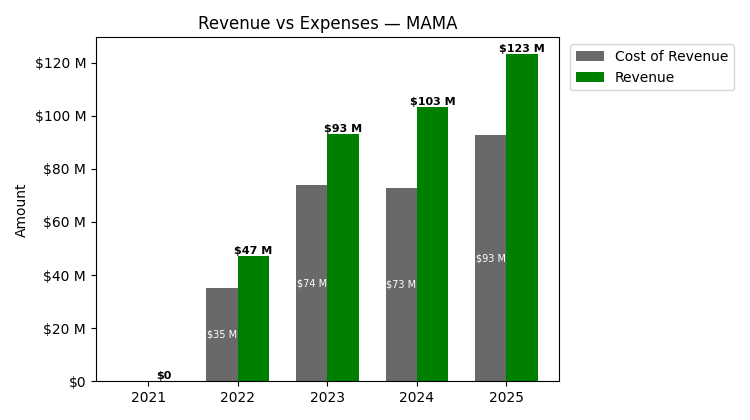 Revenue vs Expenses — MAMA
Cost of Revenue
Revenue
Amount
$120 M
$100 M
$80 M
$60 M
$40 M
$20 M
$0
$0
$35 M
$47 M
$74 M
$93 M
$73 M
$103 M
$93 M
$123 M
2021
2022
2023
2024
2025